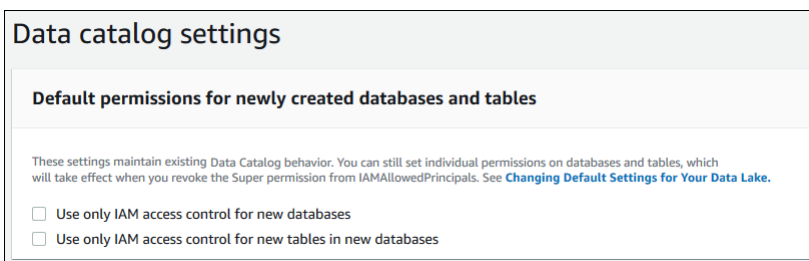 Data catalog settings
Default permissions for newly created databases and tables
These settings maintain existing Data Catalog behavior. You can still set individual permissions on databases and tables, which
will take effect when you revoke the Super permission from IAMAllowedPrincipals. See Changing Default Settings for Your Data Lake.
Use only IAM access control for new databases
Use only IAM access control for new tables in new databases